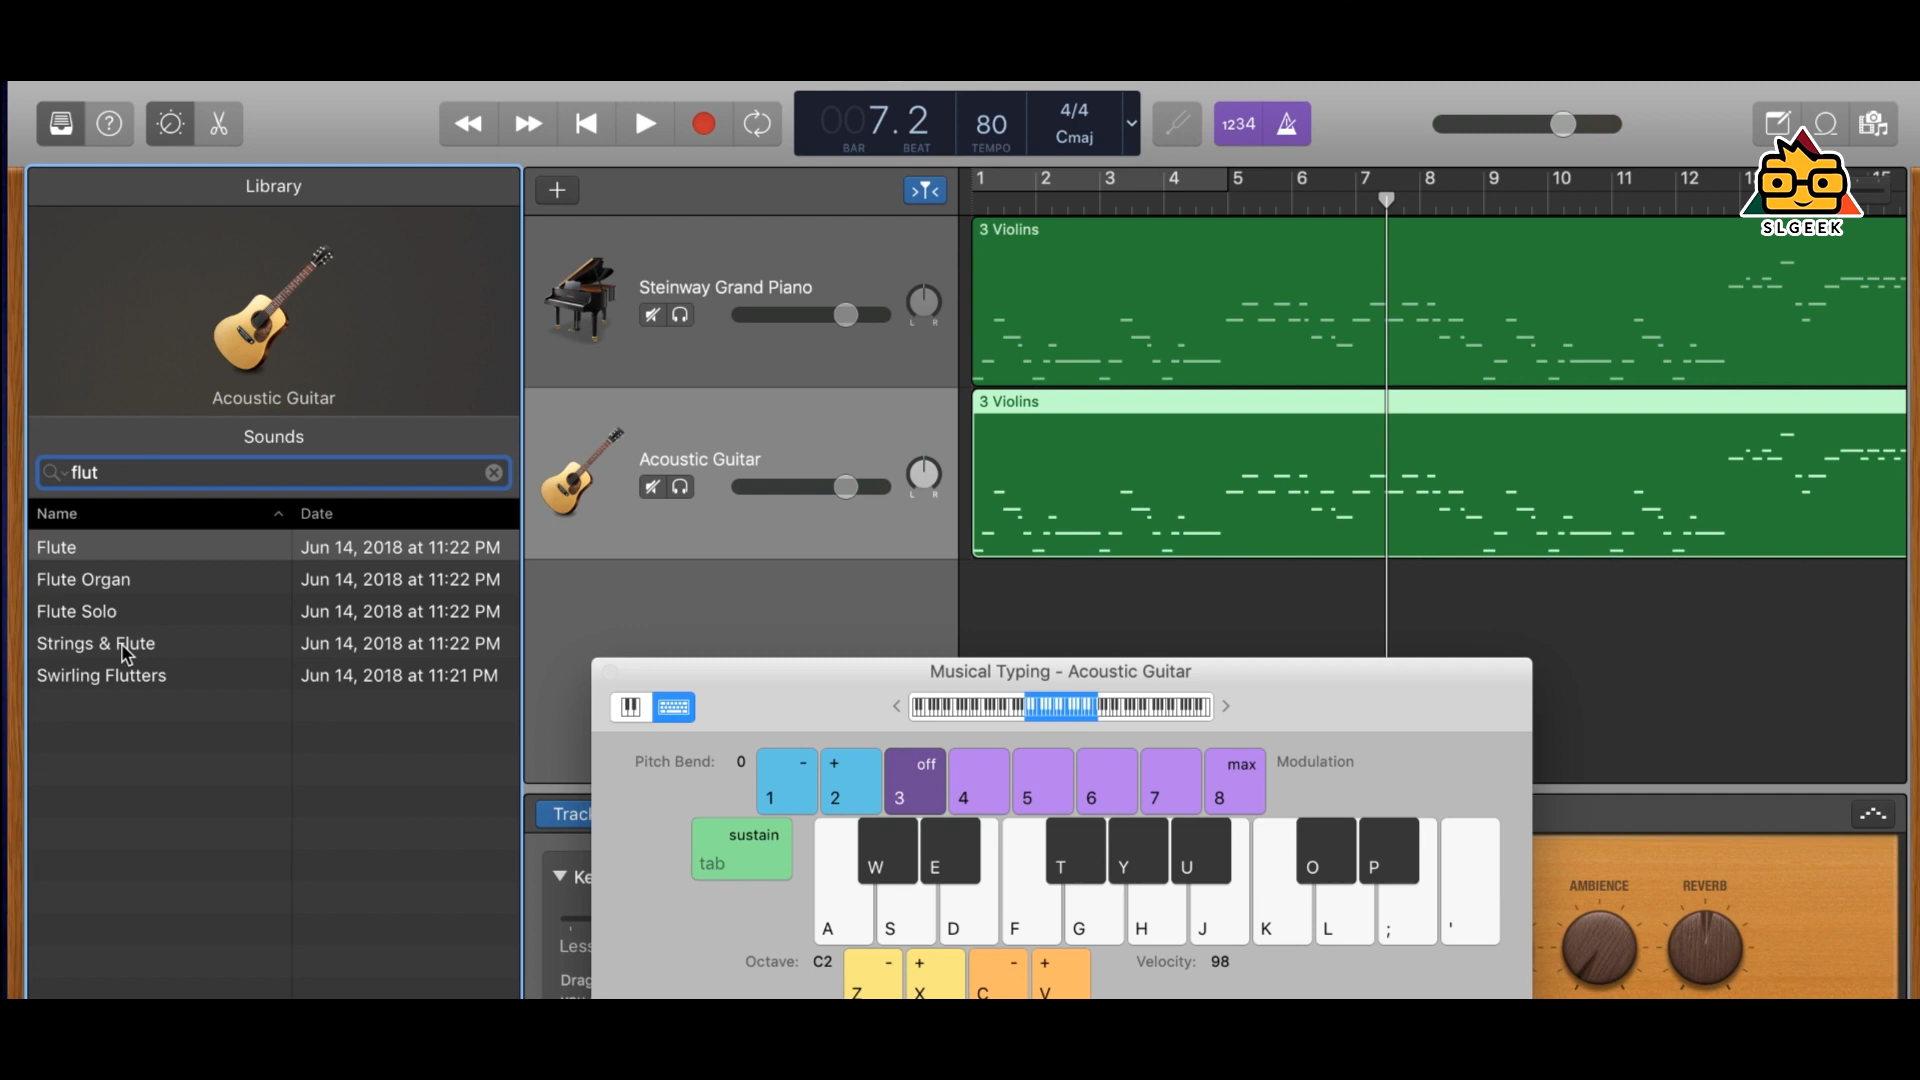 007.2
BAR BEAT
80
TEMPO
4/4
Cmaj
1234
SLGEEK
Library
Acoustic Guitar
Sounds
flut
Name Date
Flute Jun 14, 2018 at 11:22 PM
Flute Organ Jun 14, 2018 at 11:22 PM
Flute Solo Jun 14, 2018 at 11:22 PM
Strings & Flute Jun 14, 2018 at 11:22 PM
Swirling Flutters Jun 14, 2018 at 11:21 PM
1 2 3 4 5 6 7 8 9 10 11 12
Steinway Grand Piano
L R
3 Violins
Acoustic Guitar
L R
3 Violins
Musical Typing - Acoustic Guitar
Pitch Bend: 0
- + off max
1 2 3 4 5 6 7 8
Modulation
sustain
tab
W E T Y U O P
A S D F G H J K L ; '
Octave: C2
- + - +
Z X C V
Velocity: 98
Trac
Ke
Less
Drag
AMBIENCE REVERB